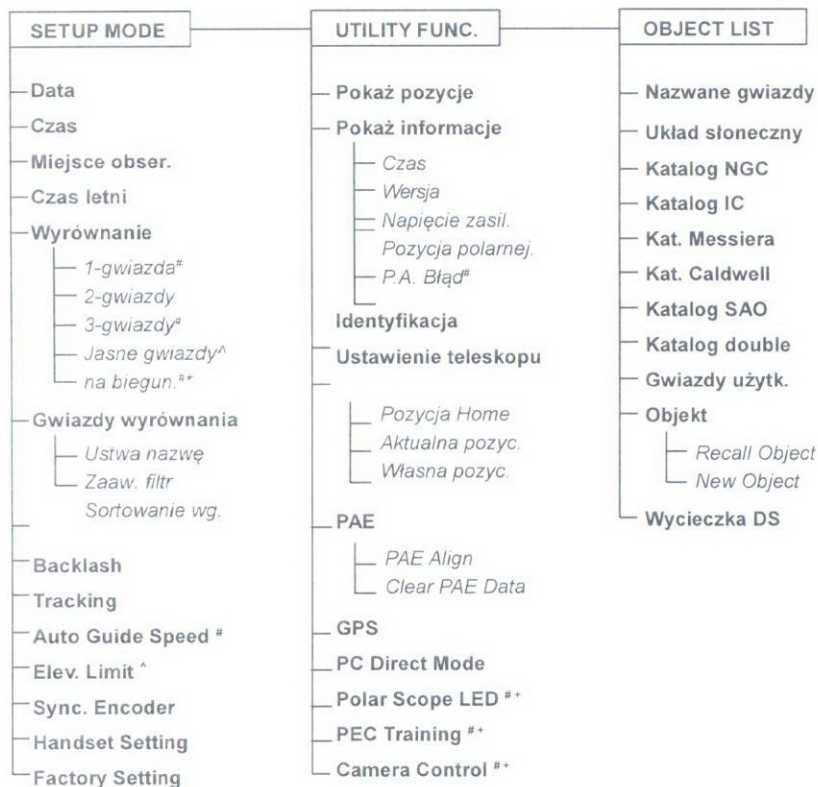 SETUP MODE
Data
Czas
Miejsce obser.
Czas letni
Wyrównanie
1-gwiazda#
2-gwiazdy
3-gwiazdy#
Jasne gwiazdy^
na biegun.#+
Gwiazdy wyrównania
Ustwa nazwę
Zaaw. filtr
Sortowanie wg.
Backlash
Tracking
Auto Guide Speed #
Elev. Limit ^
Sync. Encoder
Handset Setting
Factory Setting
UTILITY FUNC.
Pokaż pozycje
Pokaż informacje
Czas
Wersja
Napięcie zasil.
Pozycja polarnej.
P.A. Błąd#
Identyfikacja
Ustawienie teleskopu
Pozycja Home
Aktualna pozyc.
Własna pozyc.
PAE
PAE Align
Clear PAE Data
GPS
PC Direct Mode
Polar Scope LED #+
PEC Training #+
Camera Control #+
OBJECT LIST
Nazwane gwiazdy
Układ słoneczny
Katalog NGC
Katalog IC
Kat. Messiera
Kat. Caldwell
Katalog SAO
Katalog double
Gwiazdy użytk.
Objekt
Recall Object
New Object
Wycieczka DS